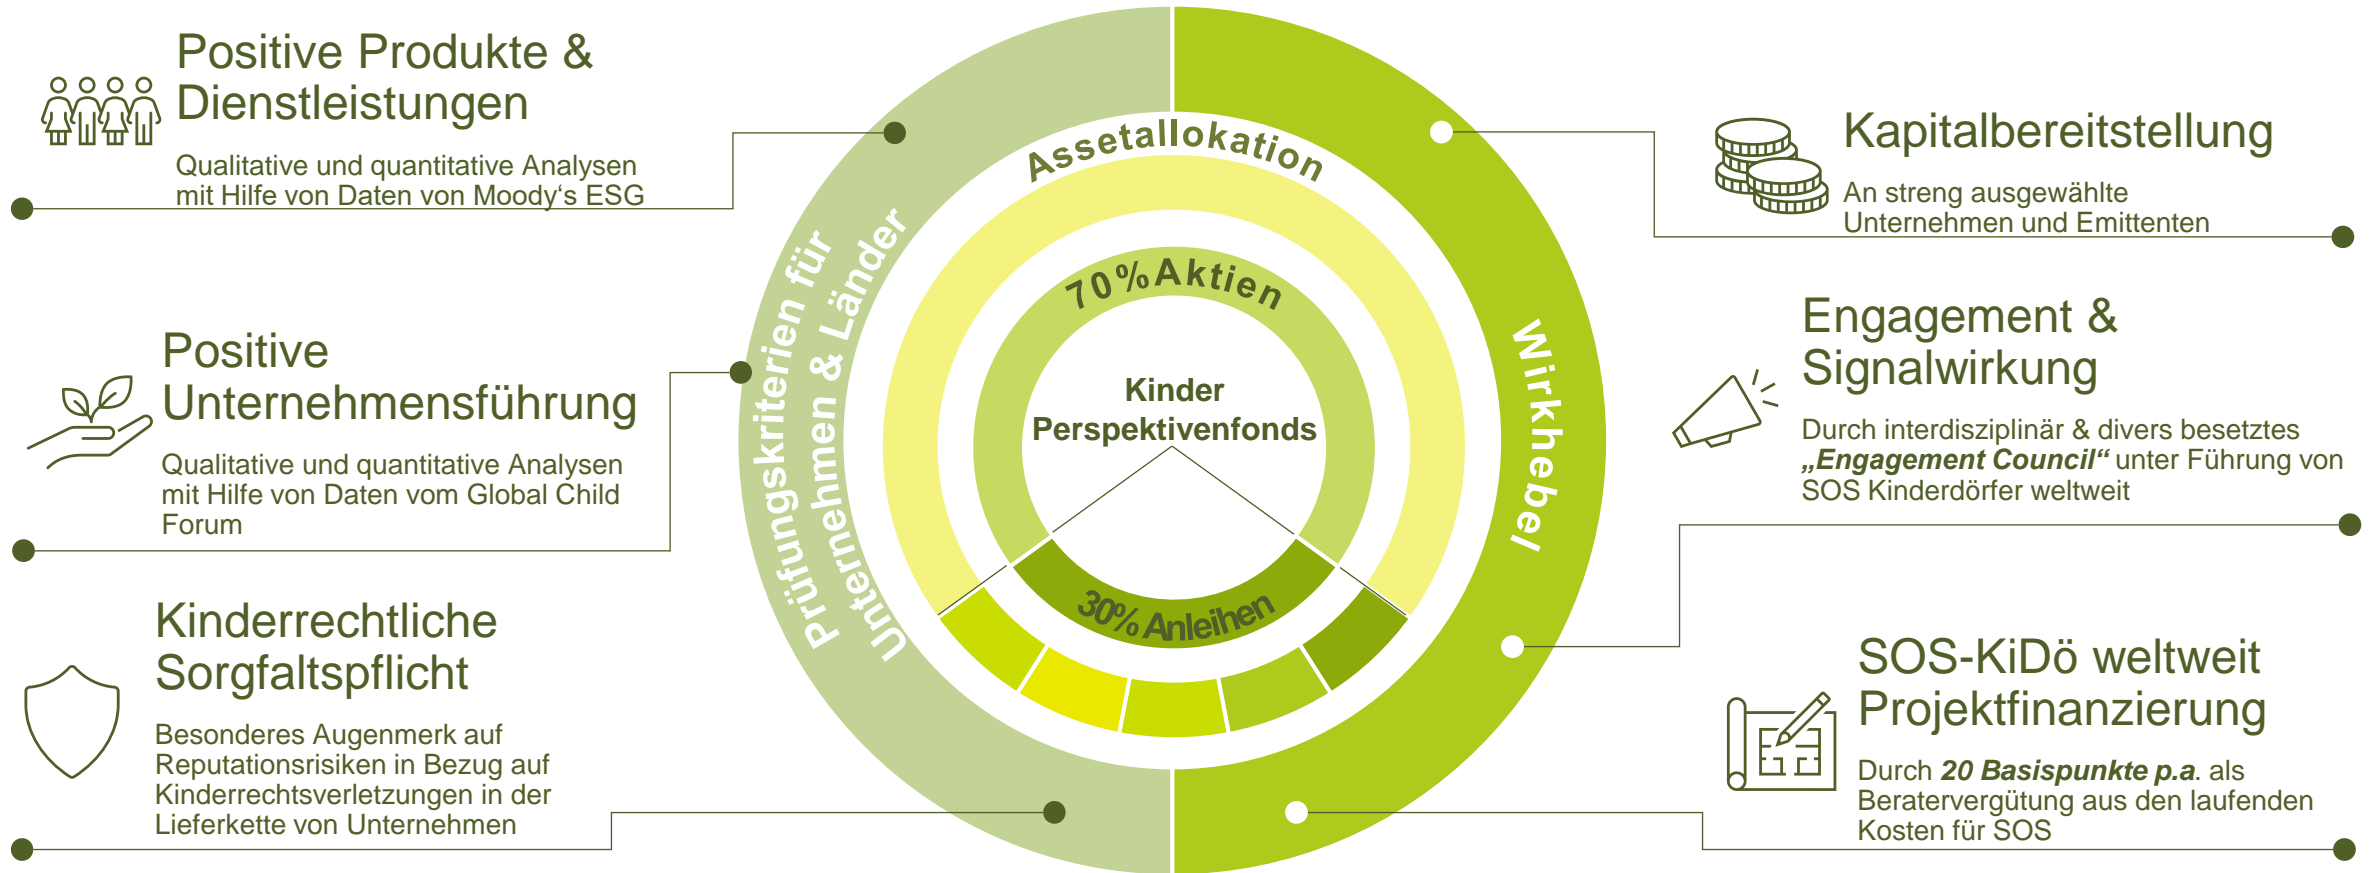 Positive Produkte &
Dienstleistungen
Qualitative und quantitative Analysen
mit Hilfe von Daten von Moody‘s ESG
Positive
Unternehmensführung
Qualitative und quantitative Analysen
mit Hilfe von Daten vom Global Child
Forum
Kinderrechtliche
Sorgfaltspflicht
Besonderes Augenmerk auf
Reputationsrisiken in Bezug auf
Kinderrechtsverletzungen in der
Lieferkette von Unternehmen
Prüfungskriterien für
Unternehmen & Länder
Assetallokation
70% Aktien
Kinder
Perspektivenfonds
30% Anleihen
Wirkhebel
Kapitalbereitstellung
An streng ausgewählte
Unternehmen und Emittenten
Engagement &
Signalwirkung
Durch interdisziplinär & divers besetztes
„Engagement Council“ unter Führung von
SOS Kinderdörfer weltweit
SOS-KiDö weltweit
Projektfinanzierung
Durch 20 Basispunkte p.a. als
Beratervergütung aus den laufenden
Kosten für SOS